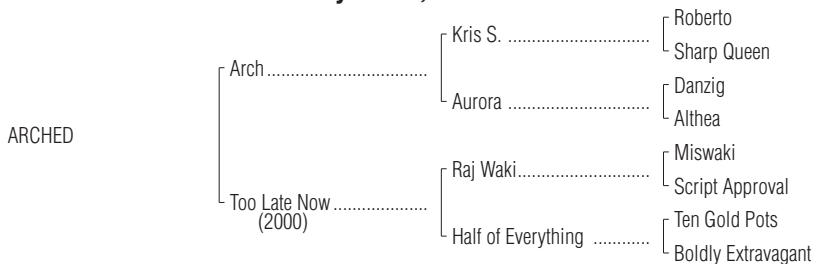 Roberto
Kris S. ..............................
Sharp Queen
Arch ..................................
Danzig
Aurora ..............................
Althea
ARCHED
Miswaki
Raj Waki............................
Script Approval
Too Late Now ....................
(2000)
Ten Gold Pots
Half of Everything ............
Boldly Extravagant